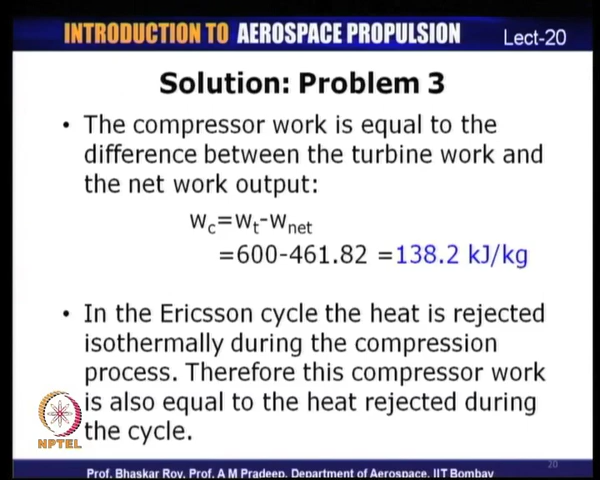 INTRODUCTION TO AEROSPACE PROPULSION Lect-20
Solution: Problem 3
• The compressor work is equal to the
difference between the turbine work and
the net work output:
wc=wt-wnet
=600-461.82 =138.2 kJ/kg
• In the Ericsson cycle the heat is rejected
isothermally during the compression
process. Therefore this compressor work
is also equal to the heat rejected during
the cycle.
NPTEL
20
Prof. Bhaskar Roy, Prof. A M Pradeep, Department of Aerospace, IIT Bombay